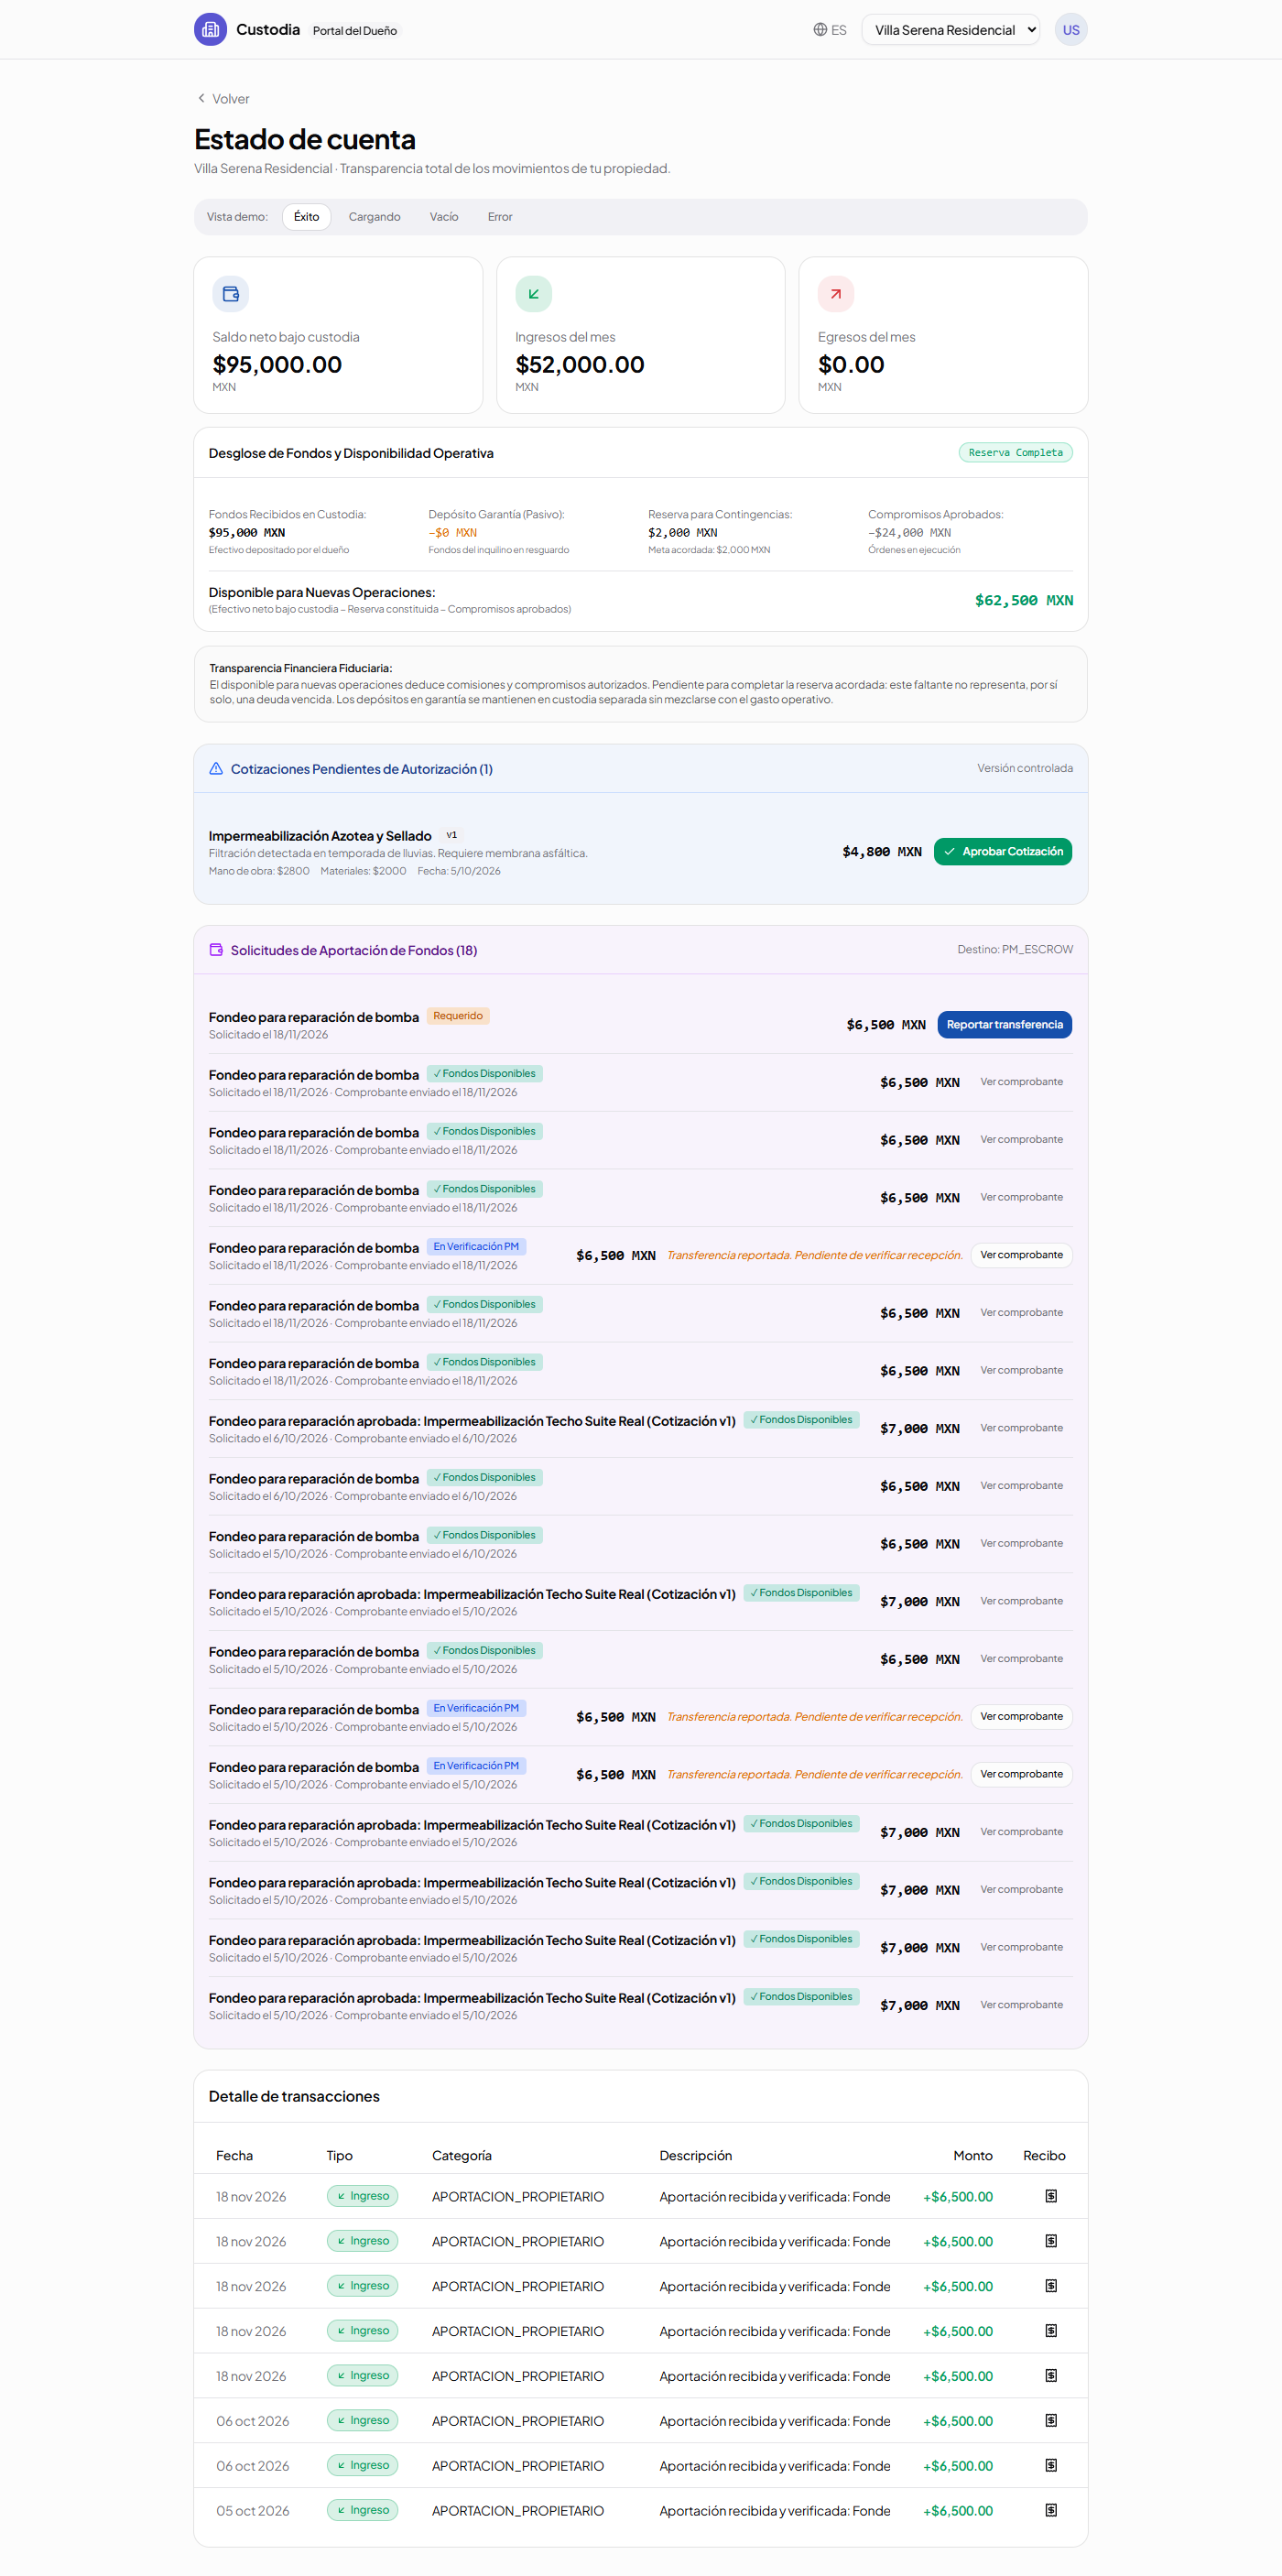 Custodia Portal del Dueño
ES
Villa Serena Residencial
US
Volver
Estado de cuenta
Villa Serena Residencial · Transparencia total de los movimientos de tu propiedad.
Vista demo: Éxito Cargando Vacío Error
Saldo neto bajo custodia
$95,000.00
MXN
Ingresos del mes
$52,000.00
MXN
Egresos del mes
$0.00
MXN
Desglose de Fondos y Disponibilidad Operativa
Reserva Completa
Fondos Recibidos en Custodia:
$95,000 MXN
Efectivo depositado por el dueño
Depósito Garantía (Pasivo):
–$0 MXN
Fondos del inquilino en resguardo
Reserva para Contingencias:
$2,000 MXN
Meta acordada: $2,000 MXN
Compromisos Aprobados:
–$24,000 MXN
Órdenes en ejecución
Disponible para Nuevas Operaciones:
(Efectivo neto bajo custodia – Reserva constituida – Compromisos aprobados)
$62,500 MXN
Transparencia Financiera Fiduciaria:
El disponible para nuevas operaciones deduce comisiones y compromisos autorizados. Pendiente para completar la reserva acordada: este faltante no representa, por sí
solo, una deuda vencida. Los depósitos en garantía se mantienen en custodia separada sin mezclarse con el gasto operativo.
Cotizaciones Pendientes de Autorización (1)
Versión controlada
Impermeabilización Azotea y Sellado v1
Filtración detectada en temporada de lluvias. Requiere membrana asfáltica.
Mano de obra: $2800 Materiales: $2000 Fecha: 5/10/2026
$4,800 MXN
Aprobar Cotización
Solicitudes de Aportación de Fondos (18)
Destino: PM_ESCROW
Fondeo para reparación de bomba Requerido
Solicitado el 18/11/2026
$6,500 MXN Reportar transferencia
Fondeo para reparación de bomba ✓ Fondos Disponibles
Solicitado el 18/11/2026 · Comprobante enviado el 18/11/2026
$6,500 MXN Ver comprobante
Fondeo para reparación de bomba ✓ Fondos Disponibles
Solicitado el 18/11/2026 · Comprobante enviado el 18/11/2026
$6,500 MXN Ver comprobante
Fondeo para reparación de bomba ✓ Fondos Disponibles
Solicitado el 18/11/2026 · Comprobante enviado el 18/11/2026
$6,500 MXN Ver comprobante
Fondeo para reparación de bomba En Verificación PM
Solicitado el 18/11/2026 · Comprobante enviado el 18/11/2026
$6,500 MXN Transferencia reportada. Pendiente de verificar recepción. Ver comprobante
Fondeo para reparación de bomba ✓ Fondos Disponibles
Solicitado el 18/11/2026 · Comprobante enviado el 18/11/2026
$6,500 MXN Ver comprobante
Fondeo para reparación de bomba ✓ Fondos Disponibles
Solicitado el 18/11/2026 · Comprobante enviado el 18/11/2026
$6,500 MXN Ver comprobante
Fondeo para reparación aprobada: Impermeabilización Techo Suite Real (Cotización v1) ✓ Fondos Disponibles
Solicitado el 6/10/2026 · Comprobante enviado el 6/10/2026
$7,000 MXN Ver comprobante
Fondeo para reparación de bomba ✓ Fondos Disponibles
Solicitado el 6/10/2026 · Comprobante enviado el 6/10/2026
$6,500 MXN Ver comprobante
Fondeo para reparación de bomba ✓ Fondos Disponibles
Solicitado el 5/10/2026 · Comprobante enviado el 6/10/2026
$6,500 MXN Ver comprobante
Fondeo para reparación aprobada: Impermeabilización Techo Suite Real (Cotización v1) ✓ Fondos Disponibles
Solicitado el 5/10/2026 · Comprobante enviado el 5/10/2026
$7,000 MXN Ver comprobante
Fondeo para reparación de bomba ✓ Fondos Disponibles
Solicitado el 5/10/2026 · Comprobante enviado el 5/10/2026
$6,500 MXN Ver comprobante
Fondeo para reparación de bomba En Verificación PM
Solicitado el 5/10/2026 · Comprobante enviado el 5/10/2026
$6,500 MXN Transferencia reportada. Pendiente de verificar recepción. Ver comprobante
Fondeo para reparación de bomba En Verificación PM
Solicitado el 5/10/2026 · Comprobante enviado el 5/10/2026
$6,500 MXN Transferencia reportada. Pendiente de verificar recepción. Ver comprobante
Fondeo para reparación aprobada: Impermeabilización Techo Suite Real (Cotización v1) ✓ Fondos Disponibles
Solicitado el 5/10/2026 · Comprobante enviado el 5/10/2026
$7,000 MXN Ver comprobante
Fondeo para reparación aprobada: Impermeabilización Techo Suite Real (Cotización v1) ✓ Fondos Disponibles
Solicitado el 5/10/2026 · Comprobante enviado el 5/10/2026
$7,000 MXN Ver comprobante
Fondeo para reparación aprobada: Impermeabilización Techo Suite Real (Cotización v1) ✓ Fondos Disponibles
Solicitado el 5/10/2026 · Comprobante enviado el 5/10/2026
$7,000 MXN Ver comprobante
Fondeo para reparación aprobada: Impermeabilización Techo Suite Real (Cotización v1) ✓ Fondos Disponibles
Solicitado el 5/10/2026 · Comprobante enviado el 5/10/2026
$7,000 MXN Ver comprobante
Detalle de transacciones
Fecha Tipo Categoría Descripción Monto Recibo
18 nov 2026 Ingreso APORTACION_PROPIETARIO Aportación recibida y verificada: Fonde +$6,500.00
18 nov 2026 Ingreso APORTACION_PROPIETARIO Aportación recibida y verificada: Fonde +$6,500.00
18 nov 2026 Ingreso APORTACION_PROPIETARIO Aportación recibida y verificada: Fonde +$6,500.00
18 nov 2026 Ingreso APORTACION_PROPIETARIO Aportación recibida y verificada: Fonde +$6,500.00
18 nov 2026 Ingreso APORTACION_PROPIETARIO Aportación recibida y verificada: Fonde +$6,500.00
06 oct 2026 Ingreso APORTACION_PROPIETARIO Aportación recibida y verificada: Fonde +$6,500.00
06 oct 2026 Ingreso APORTACION_PROPIETARIO Aportación recibida y verificada: Fonde +$6,500.00
05 oct 2026 Ingreso APORTACION_PROPIETARIO Aportación recibida y verificada: Fonde +$6,500.00